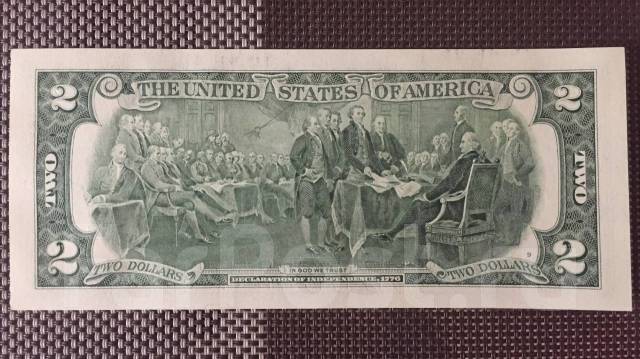 THE UNITED STATES OF AMERICA
2
2
TWO
TWO
2
2
TWO DOLLARS
IN GOD WE TRUST
TWO DOLLARS
9
DECLARATION OF INDEPENDENCE, 1776